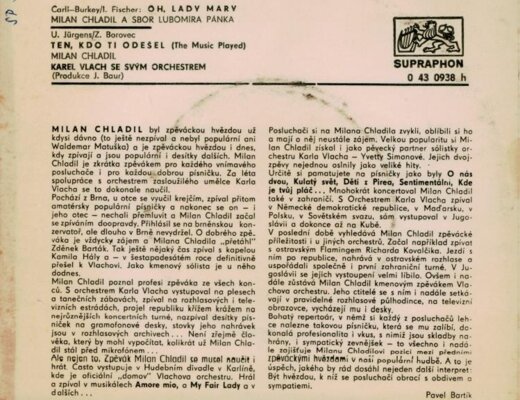 SP
Carli-Burkey/I. Fischer: OH, LADY MARY
MILAN CHLADIL A SBOR LUBOMÍRA PÁNKA
U. Jürgens/Z. Borovec
TEN, KDO TI ODEŠEL (The Music Played)
MILAN CHLADIL
KAREL VLACH SE SVÝM ORCHESTREM
(Produkce J. Baur)
SUPRAPHON
0 43 0938 h
MILAN CHLADIL byl zpěváckou hvězdou už
kdysi dávno (to ještě nezpíval a nebyl populární ani
Waldemar Matuška) a je zpěváckou hvězdou i dnes,
kdy zpívají a jsou populární i desítky dalších. Milan
Chladil je zkrátka zpěvákem pro každého vnímavého
posluchače i pro každou dobrou písničku. Za léta
spolupráce s orchestrem zasloužilého umělce Karla
Vlacha se to dokonale naučil.
Pochází z Brna, u otce se vyučil krejčím, zpíval přitom
amatérsky populární písničky a nakonec se on – i
jeho otec – nechali přemluvit a Milan Chladil začal
se zpíváním doopravdy. Přihlásil se na brněnskou kon-
zervatoř, ale dlouho v Brně nevydržel. O dobrého zpě-
váka je vždycky zájem a Milana Chladila „přetáhl“
Zdeněk Barták. Tak ještě nějaký čas zpíval s kapelou
Kamila Hály a – v šestapadesátém roce definitivně
přešel k Vlachovi. Jako kmenový sólista je u něho
dodnes.
Milan Chladil poznal profesi zpěváka ze všech kon-
ců. S orchestrem Karla Vlacha vystupoval na plesech
a tanečních zábavách, zpíval na rozhlasových i tele-
vizních estrádách, projel republiku křížem krážem na
nejrůznějších koncertních turné, nazpíval desítky pís-
niček na gramofonové desky, stovky jeho nahrávek
jsou v rozhlasových archivech... Není zřejmě člo-
věka, který by mohl vypočítat, kolikrát už Milan Chla-
dil stál před mikrofónem...
Ale nejen to. Zpěvák Milan Chladil se musel naučit i
hrát. Často vystupuje v Hudebním divadle v Karlíně,
kde je oficiální „domov“ Vlachova orchestru. Hrál
a zpíval v musikálech Amore mio, a My Fair Lady a v
dalších...
Posluchači si na Milana Chladila zvykli, oblíbili si ho
a mají o něj neustále zájem. Velkou popularitu si Mi-
lan Chladil získal i jako pěvecký partner sólistky or-
chestru Karla Vlacha – Yvetty Simonové. Jejich dvoj-
zpěvy najednou oslnily jako veliké hity.
Určitě si pamatujete na písničky jako byly O nás
dvou, Kulatý svět, Děti z Pirea, Sentimentální, Kde
je tvůj pláč... Mnohokrát koncertoval Milan Chladil
také v zahraničí. S Orchestrem Karla Vlacha zpíval
v Německé demokratické republice, v Maďarsku, v
Polsku, v Sovětském svazu, sám vystupoval v Jugo-
slávii a dokonce až na Kubě.
V poslední době vyhledává Milan Chladil zpěvácké
příležitosti i u jiných orchestrů. Začal například zpívat
s ostravským Flamingem Richarda Kovalčíka. Jezdí s
ním po republice, nahrává v ostravském rozhlase a
uspořádali společně i první zahraniční turné. V Ju-
goslávii se jejich vystoupení velmi líbilo. Ovšem i na-
dále zůstává Milan Chladil kmenovým zpěvákem Vla-
chova orchestru. Jeho ctitelé se s ním i nadále setká-
vají v pravidelné rozhlasové půlhodince, na televizní
obrazovce, vycházejí mu i desky.
Bohatý repertoár, v němž si každý z posluchačů leh-
ce nalezne takovou písničku, která se mu zalíbí, do-
konalá profesionalita i vkus, s nímž jsou skladby na-
hrány, i sympatický zevnějšek – to všechno i nadá-
le zajišťuje Milanu Chladilovi pozici mezi předními
zpěváckými hvězdami v naší populární hudbě. A to je
úspěch, jakého by rád dosáhl nejeden další interpret:
Být hvězdou, k níž se posluchači obrací s obdivem a
sympatiemi.
Pavel Bartík